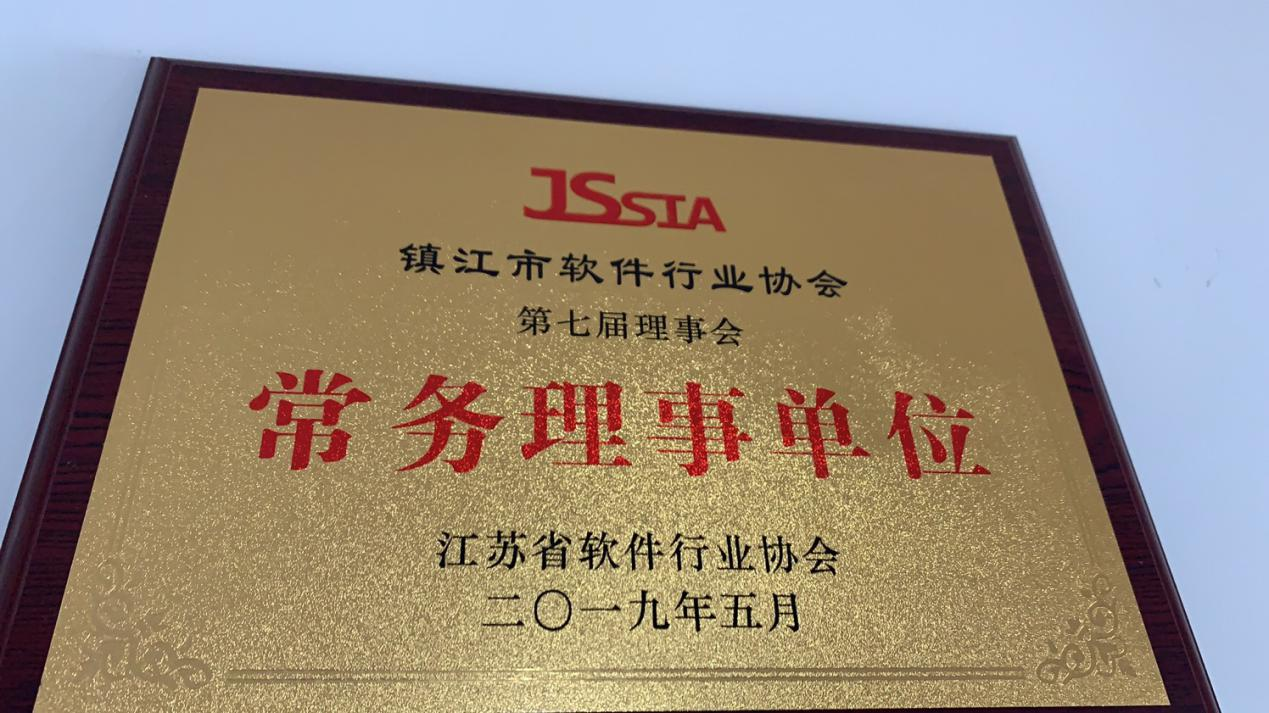 JSSIA
镇江市软件行业协会
第七届理事会
常务理事单位
江苏省软件行业协会
二〇一九年五月